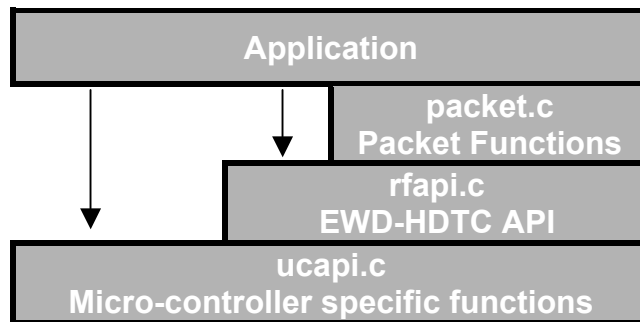 Application
packet.c
Packet Functions
rfapi.c
EWD-HDTC API
ucapi.c
Micro-controller specific functions